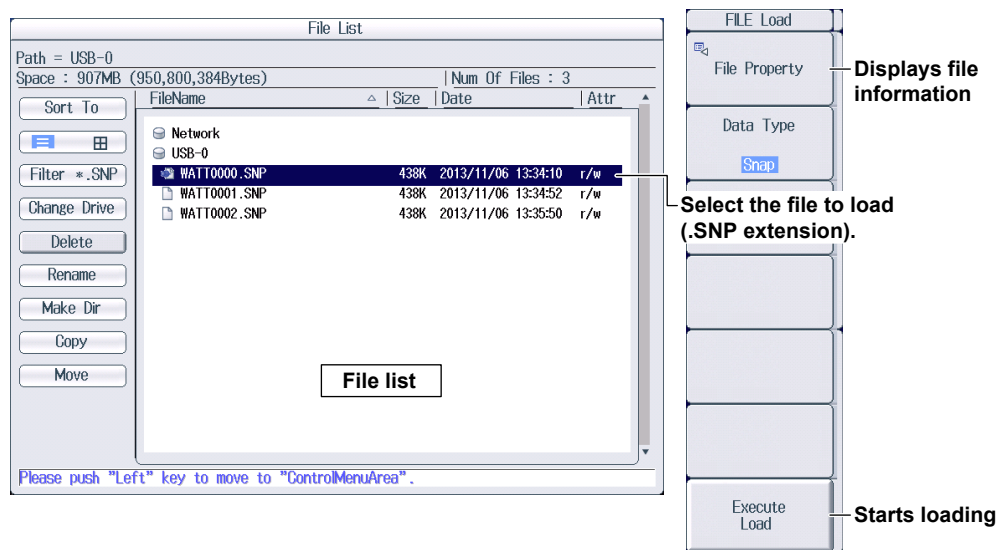 File List
Path = USB-0
Space : 907MB (950,800,384Bytes)
Num Of Files : 3
FileName
Size
Date
Attr
Sort To
Filter *.SNP
Change Drive
Delete
Rename
Make Dir
Copy
Move
Network
USB-0
WATT0000.SNP 438K 2013/11/06 13:34:10 r/w
WATT0001.SNP 438K 2013/11/06 13:34:52 r/w
WATT0002.SNP 438K 2013/11/06 13:35:50 r/w
File list
Please push "Left" key to move to "ControlMenuArea".
FILE Load
File Property
Data Type
Snap
Execute
Load
Displays file
information
Select the file to load
(.SNP extension).
Starts loading